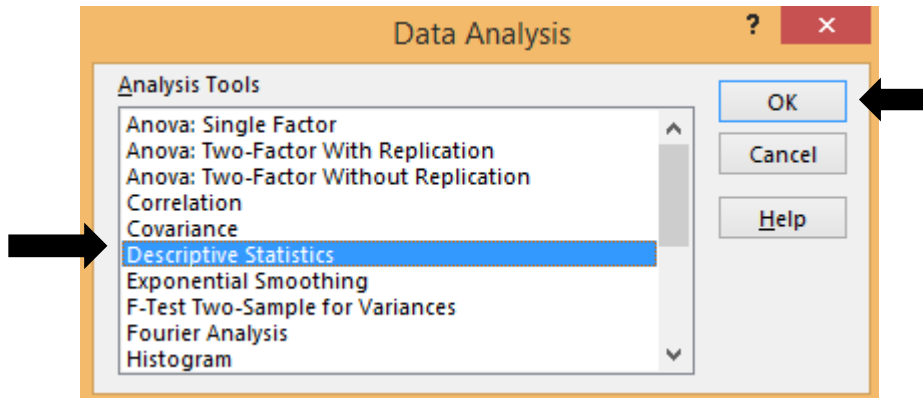 Data Analysis
?
×
Analysis Tools
Anova: Single Factor
Anova: Two-Factor With Replication
Anova: Two-Factor Without Replication
Correlation
Covariance
Descriptive Statistics
Exponential Smoothing
F-Test Two-Sample for Variances
Fourier Analysis
Histogram
OK
Cancel
Help